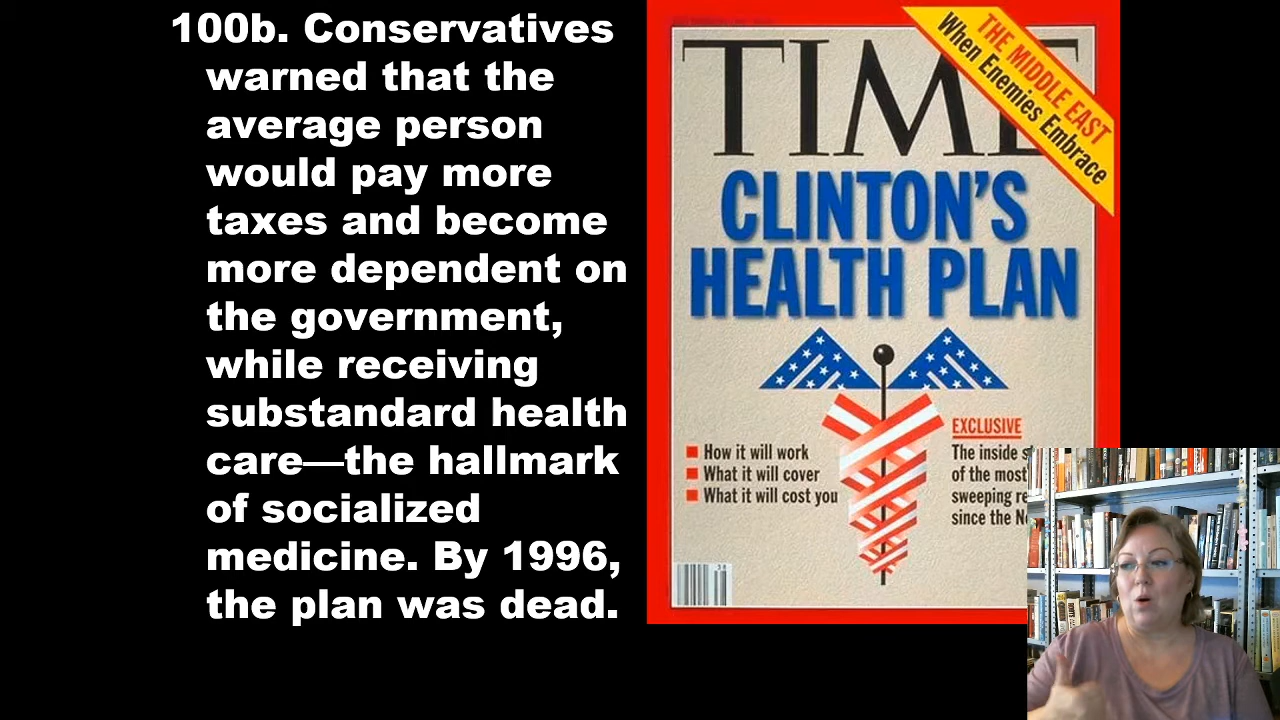 100b. Conservatives
warned that the
average person
would pay more
taxes and become
more dependent on
the government,
while receiving
substandard health
care—the hallmark
of socialized
medicine. By 1996,
the plan was dead.
THE MIDDLE EAST
When Enemies Embrace
TIME
CLINTON'S
HEALTH PLAN
How it will work
What it will cover
What it will cost you
EXCLUSIVE
The inside
of the most
sweeping
since the
38